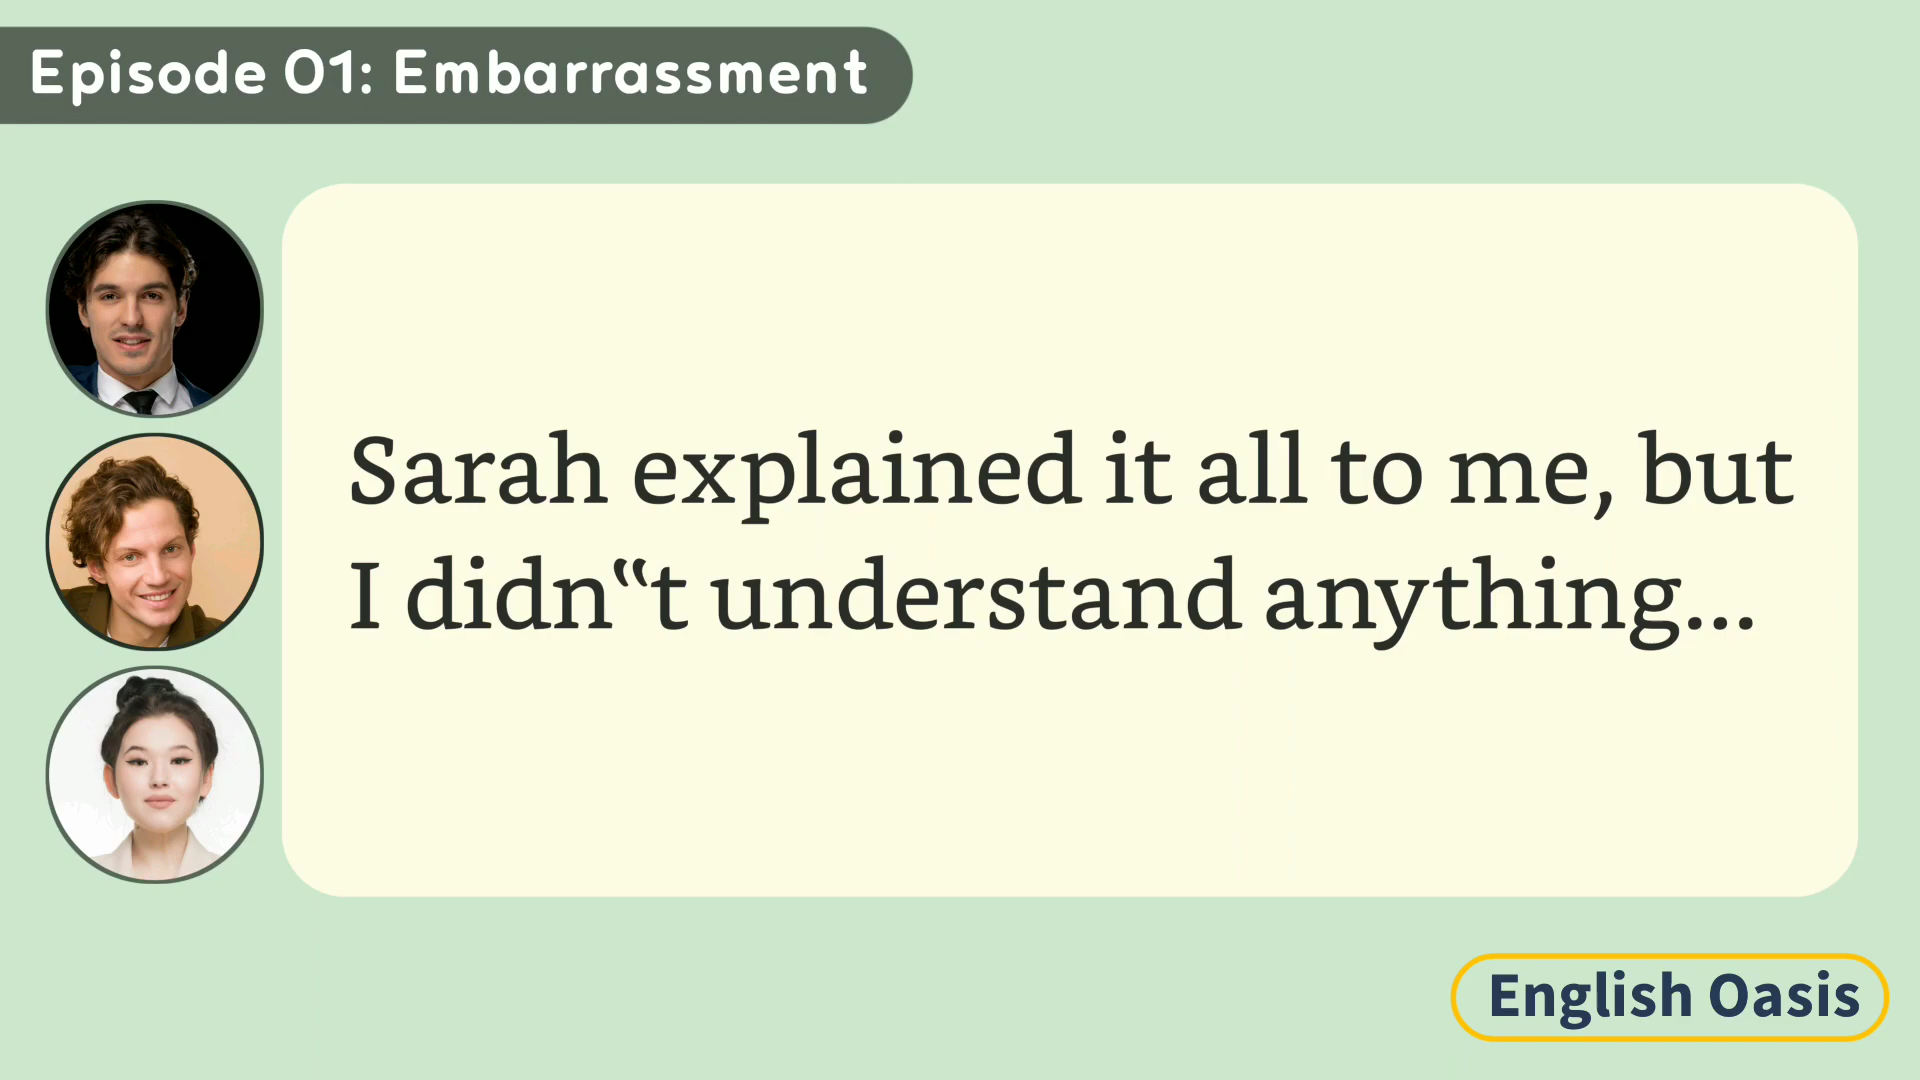 Episode 01: Embarrassment
Sarah explained it all to me, but
I didn‟t understand anything...
English Oasis